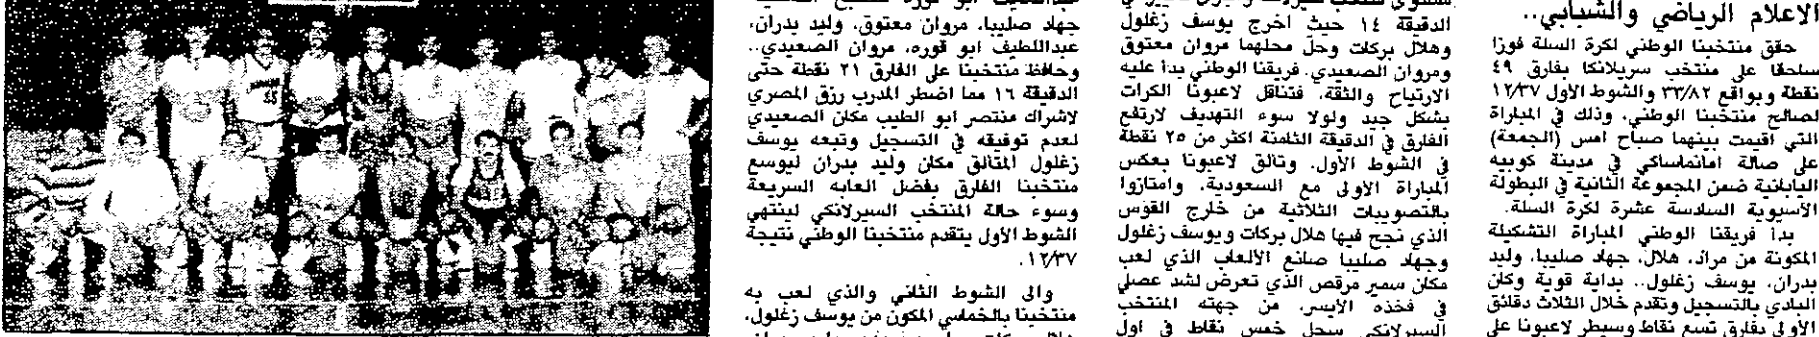 الاعلام الرياضي والشبابي..
حقق منتخبنا الوطني لكرة السلة فوزا
ساحقا على منتخب سريلانكا بفارق ٤٩
نقطة وبواقع ٣٣/٨٢ والشوط الأول ١٢/٣٧
لصالح منتخبنا الوطني. وذلك في المباراة
التي اقيمت بينهما صباح امس (الجمعة)
على صالة امانماساكي في مدينة كوبيه
اليابانية ضمن المجموعة الثانية في البطولة
الآسيوية السادسة عشرة لكرة السلة.
بدأ فريقنا الوطني المباراة التشكيلة
المكونة من مراد، هلال، جهاد صليبا، وليد
بدران، يوسف زغلول.. بداية قوية وكان
البادي بالتسجيل وتقدم خلال الثلاث دقائق
الأولى بفارق تسع نقاط وسيطر لاعبونا على
الدقيقة ١٤ حيث اخرج يوسف زغلول
وهلال بركات وحل محلهما مروان معتوق
ومروان الصعيدي. فريقنا الوطني بدأ عليه
الارتياح والثقة، فتناقل لاعبونا الكرات
بشكل جيد ولولا سوء التهديف لارتفع
الفارق في الدقيقة الثامنة اكثر من ٢٥ نقطة
في الشوط الأول. وتالق لاعبونا بعكس
المباراة الاولى مع السعودية، وامتازوا
بالتصويبات الثلاثية من خارج القوس
الذي نجح فيها هلال بركات ويوسف زغلول
وجهاد صليبا صانع الألعاب الذي لعب
مكان سمير مرقص الذي تعرض لشد عصلي
في فخذه الأيسر، من جهته المنتخب
السيرلانكي سجل خمس نقاط في اول
جهاد صليبا، مروان معتوق، وليد بدران،
عبداللطيف ابو قوره، مروان الصعيدي..
وحافظ منتخبنا على الفارق ٢١ نقطة حتى
الدقيقة ١٦ مما اضطر المدرب رزق المصري
لاشراك منتصر ابو الطيب مكان الصعيدي
لعدم توفيقه في التسجيل وتبعه يوسف
زغلول المتالق مكان وليد بدران ليوسع
منتخبنا الفارق بفضل العابه السريعة
وسوء حالة المنتخب السيرلانكي لينتهي
الشوط الأول بتقدم منتخبنا الوطني نتيجة
١٢/٣٧.
والى الشوط الثاني والذي لعب به
منتخبنا بالخماسي المكون من يوسف زغلول،